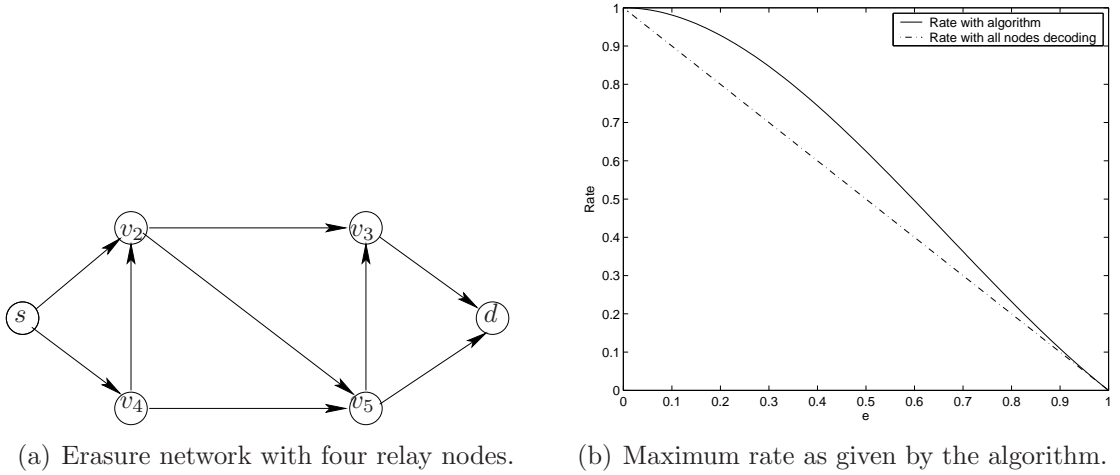 s
v2
v3
v4
v5
d
(a) Erasure network with four relay nodes.
Rate with algorithm
Rate with all nodes decoding
Rate
1
0.9
0.8
0.7
0.6
0.5
0.4
0.3
0.2
0.1
0
0 0.1 0.2 0.3 0.4 0.5 0.6 0.7 0.8 0.9 1
e
(b) Maximum rate as given by the algorithm.